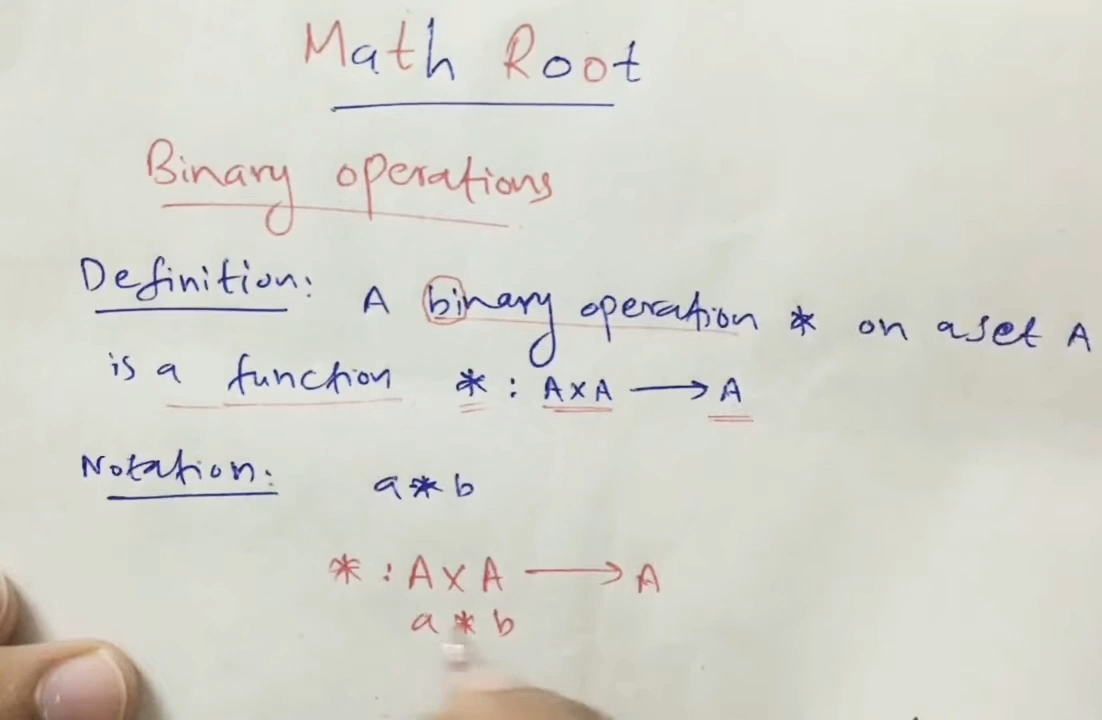 Math Root
Binary operations
Definition: A binary operation * on a set A
is a function * : A × A ⟶ A
Notation: a * b
* : A × A ⟶ A
a * b